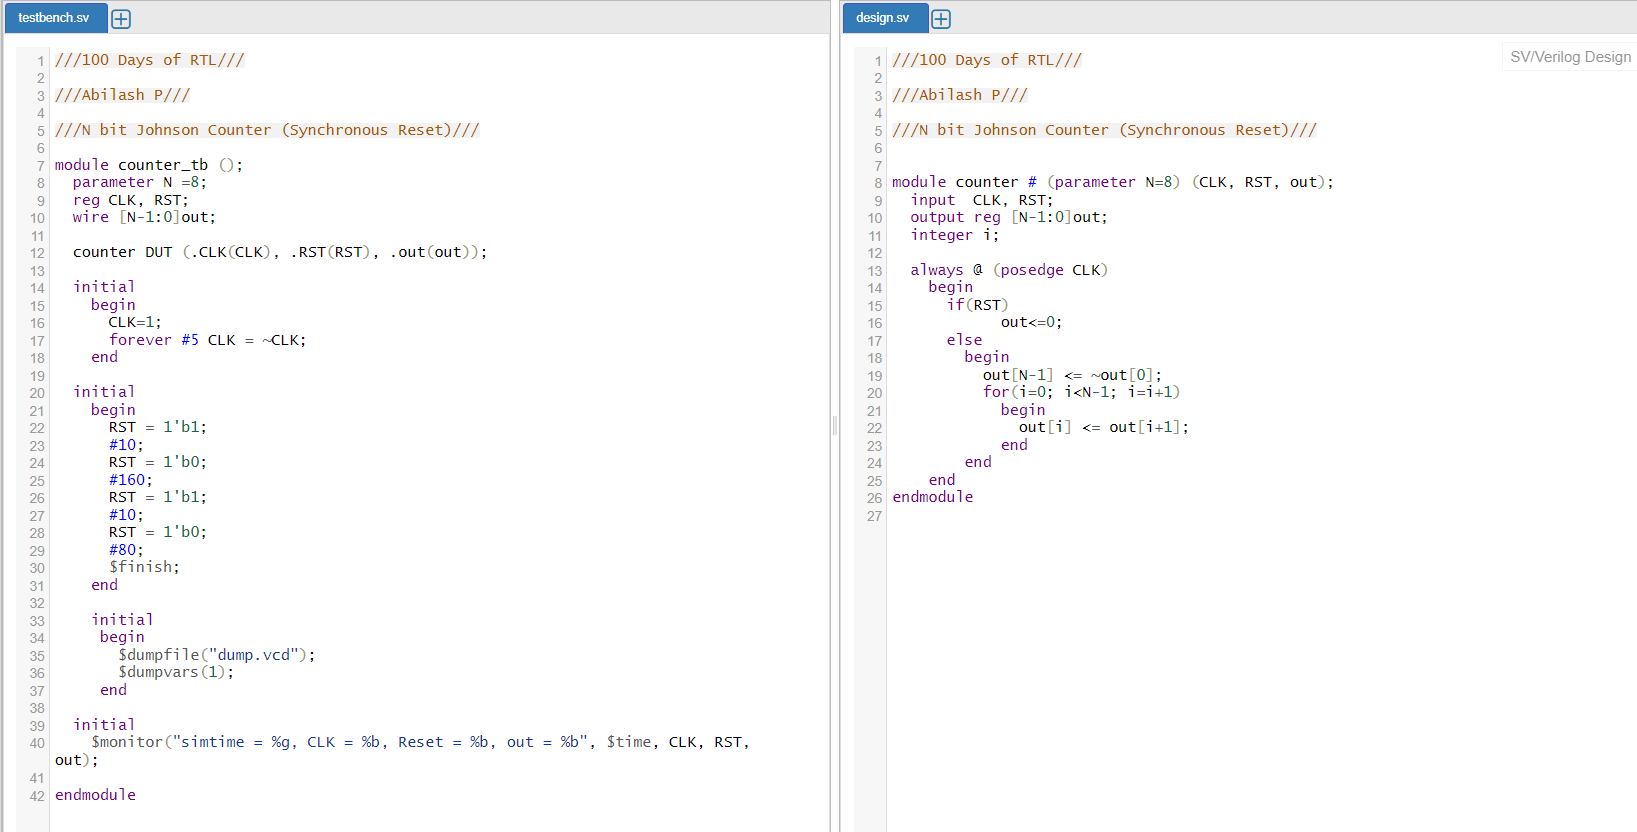 testbench.sv
1 ///100 Days of RTL///
2
3 ///Abilash P///
4
5 ///N bit Johnson Counter (Synchronous Reset)///
6
7 module counter_tb ();
8   parameter N =8;
9   reg CLK, RST;
10   wire [N-1:0]out;
11
12   counter DUT (.CLK(CLK), .RST(RST), .out(out));
13
14   initial
15     begin
16       CLK=1;
17       forever #5 CLK = ~CLK;
18     end
19
20   initial
21     begin
22       RST = 1'b1;
23       #10;
24       RST = 1'b0;
25       #160;
26       RST = 1'b1;
27       #10;
28       RST = 1'b0;
29       #80;
30       $finish;
31     end
32
33     initial
34      begin
35        $dumpfile("dump.vcd");
36        $dumpvars(1);
37      end
38
39   initial
40     $monitor("simtime = %g, CLK = %b, Reset = %b, out = %b", $time, CLK, RST,
out);
41
42 endmodule
design.sv
SV/Verilog Design
1 ///100 Days of RTL///
2
3 ///Abilash P///
4
5 ///N bit Johnson Counter (Synchronous Reset)///
6
7
8 module counter # (parameter N=8) (CLK, RST, out);
9   input  CLK, RST;
10   output reg [N-1:0]out;
11   integer i;
12
13   always @ (posedge CLK)
14     begin
15       if(RST)
16             out<=0;
17       else
18         begin
19           out[N-1] <= ~out[0];
20           for(i=0; i<N-1; i=i+1)
21             begin
22               out[i] <= out[i+1];
23             end
24         end
25     end
26 endmodule
27